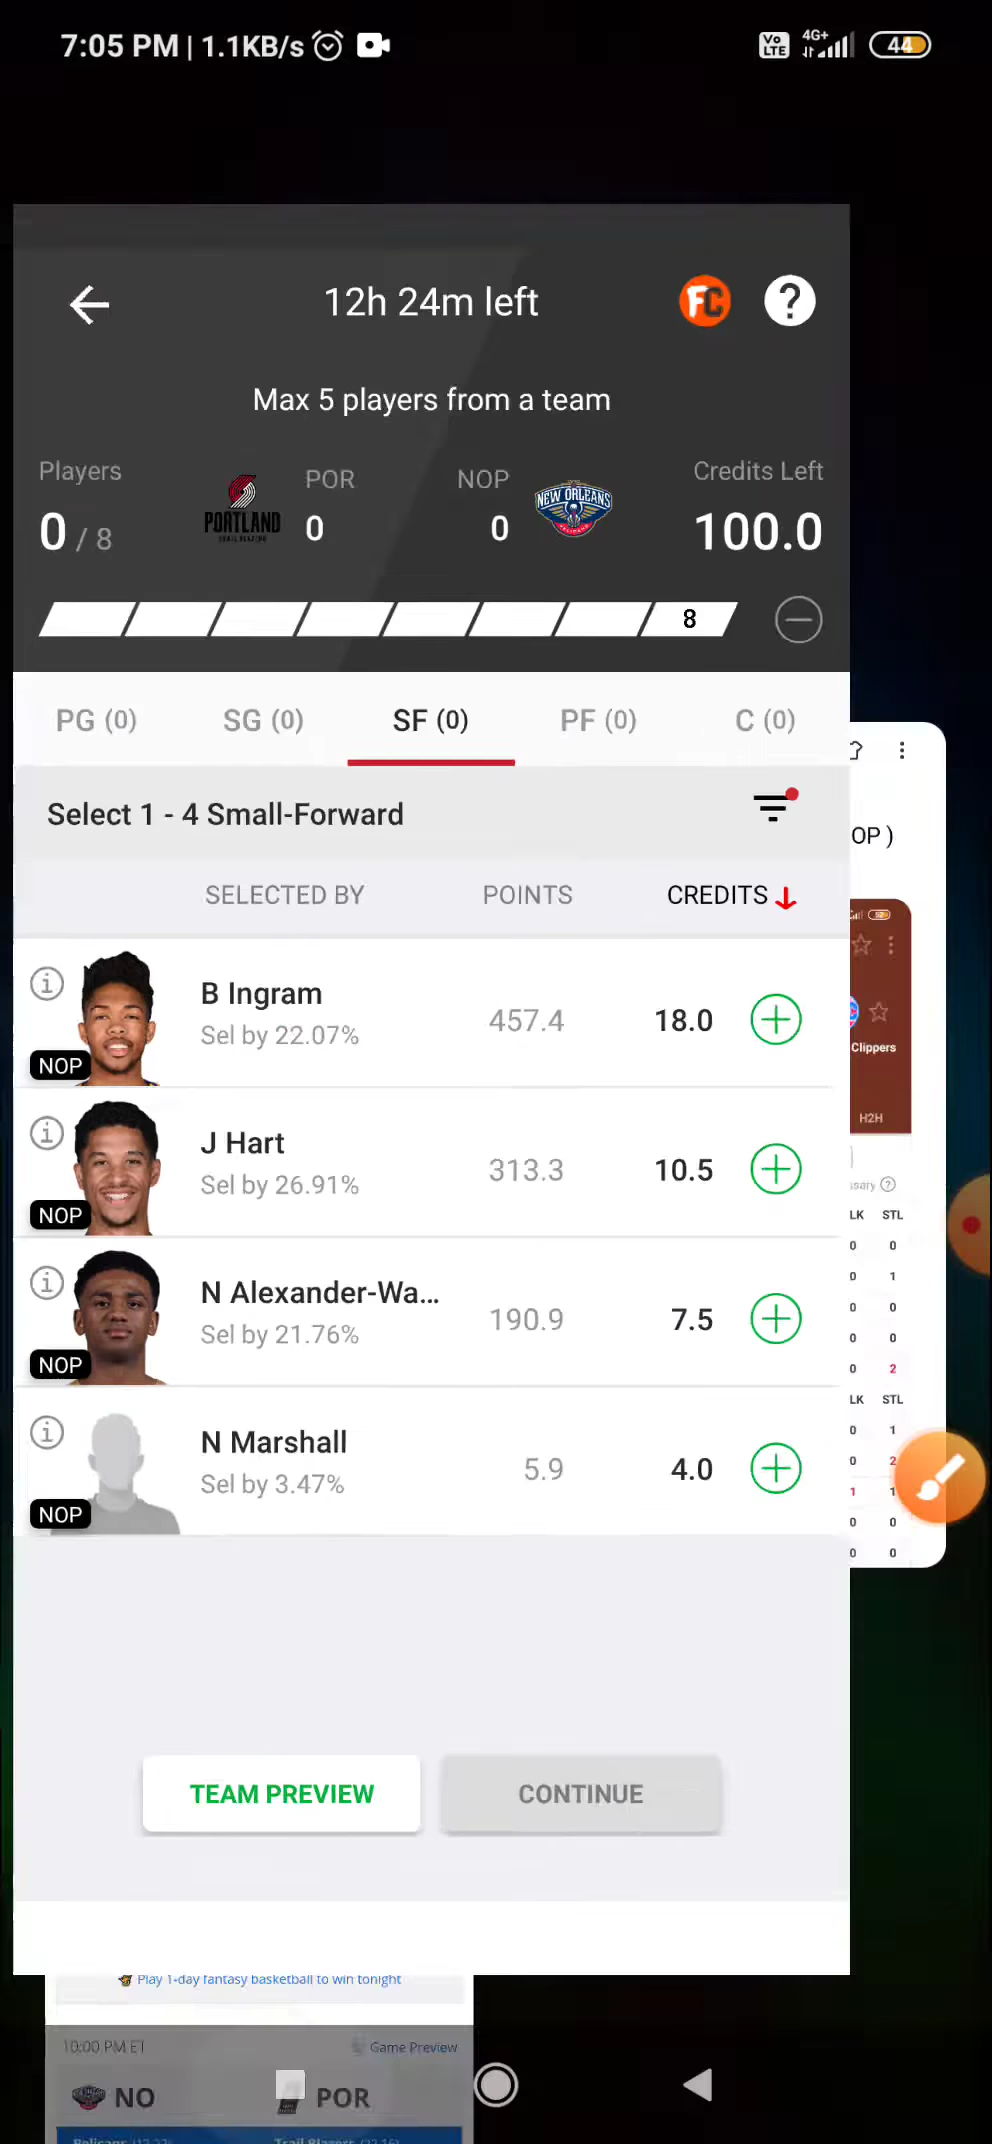 7:05 PM | 1.1KB/s
Vo LTE 4G+ 44
12h 24m left
FC ?
Max 5 players from a team
Players POR NOP Credits Left
0 / 8 PORTLAND 0 0 NEW ORLEANS 100.0
8
PG (0) SG (0) SF (0) PF (0) C (0)
Select 1 - 4 Small-Forward
OP )
SELECTED BY POINTS CREDITS
B Ingram
Sel by 22.07% 457.4 18.0
NOP
Clippers
H2H
J Hart
Sel by 26.91% 313.3 10.5
NOP
LK STL
0 0
0 1
0 0
0 0
0 2
LK STL
0 1
0 2
1 1
0 0
0 0
N Alexander-Wa...
Sel by 21.76% 190.9 7.5
NOP
N Marshall
Sel by 3.47% 5.9 4.0
NOP
TEAM PREVIEW CONTINUE
Play 1-day fantasy basketball to win tonight
10:00 PM ET Game Preview
NO POR